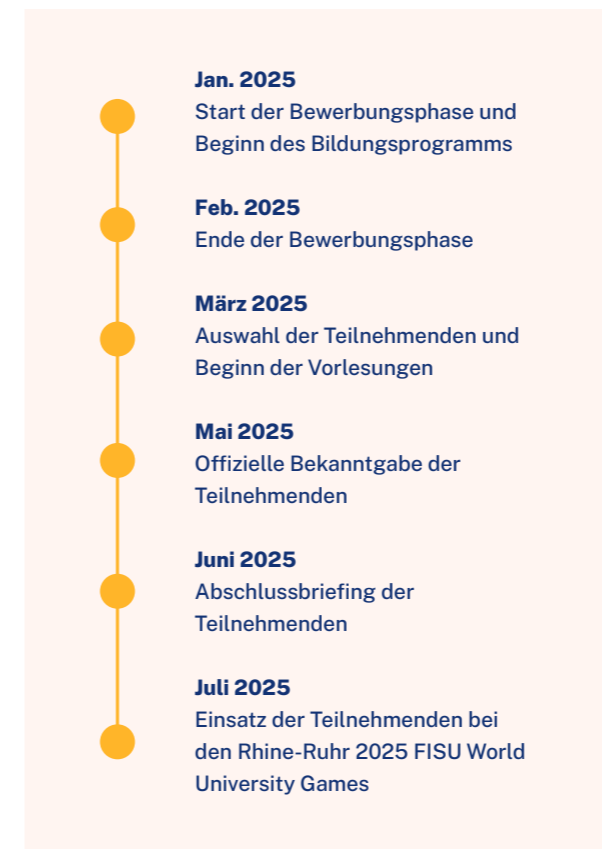 Jan. 2025
Start der Bewerbungsphase und
Beginn des Bildungsprogramms
Feb. 2025
Ende der Bewerbungsphase
März 2025
Auswahl der Teilnehmenden und
Beginn der Vorlesungen
Mai 2025
Offizielle Bekanntgabe der
Teilnehmenden
Juni 2025
Abschlussbriefing der
Teilnehmenden
Juli 2025
Einsatz der Teilnehmenden bei
den Rhine-Ruhr 2025 FISU World
University Games